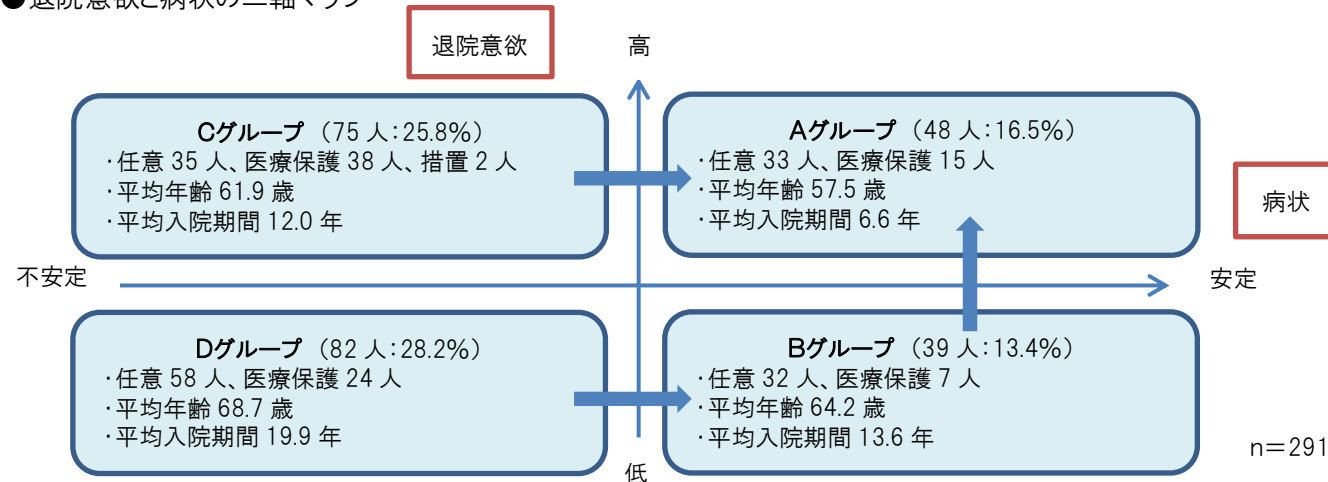 退院意欲
高
Cグループ （75 人：25.8%）
・任意 35 人、医療保護 38 人、措置 2 人
・平均年齢 61.9 歳
・平均入院期間 12.0 年
Aグループ （48 人：16.5%）
・任意 33 人、医療保護 15 人
・平均年齢 57.5 歳
・平均入院期間 6.6 年
病状
不安定
安定
Dグループ （82 人：28.2%）
・任意 58 人、医療保護 24 人
・平均年齢 68.7 歳
・平均入院期間 19.9 年
Bグループ （39 人：13.4%）
・任意 32 人、医療保護 7 人
・平均年齢 64.2 歳
・平均入院期間 13.6 年
n＝291
低